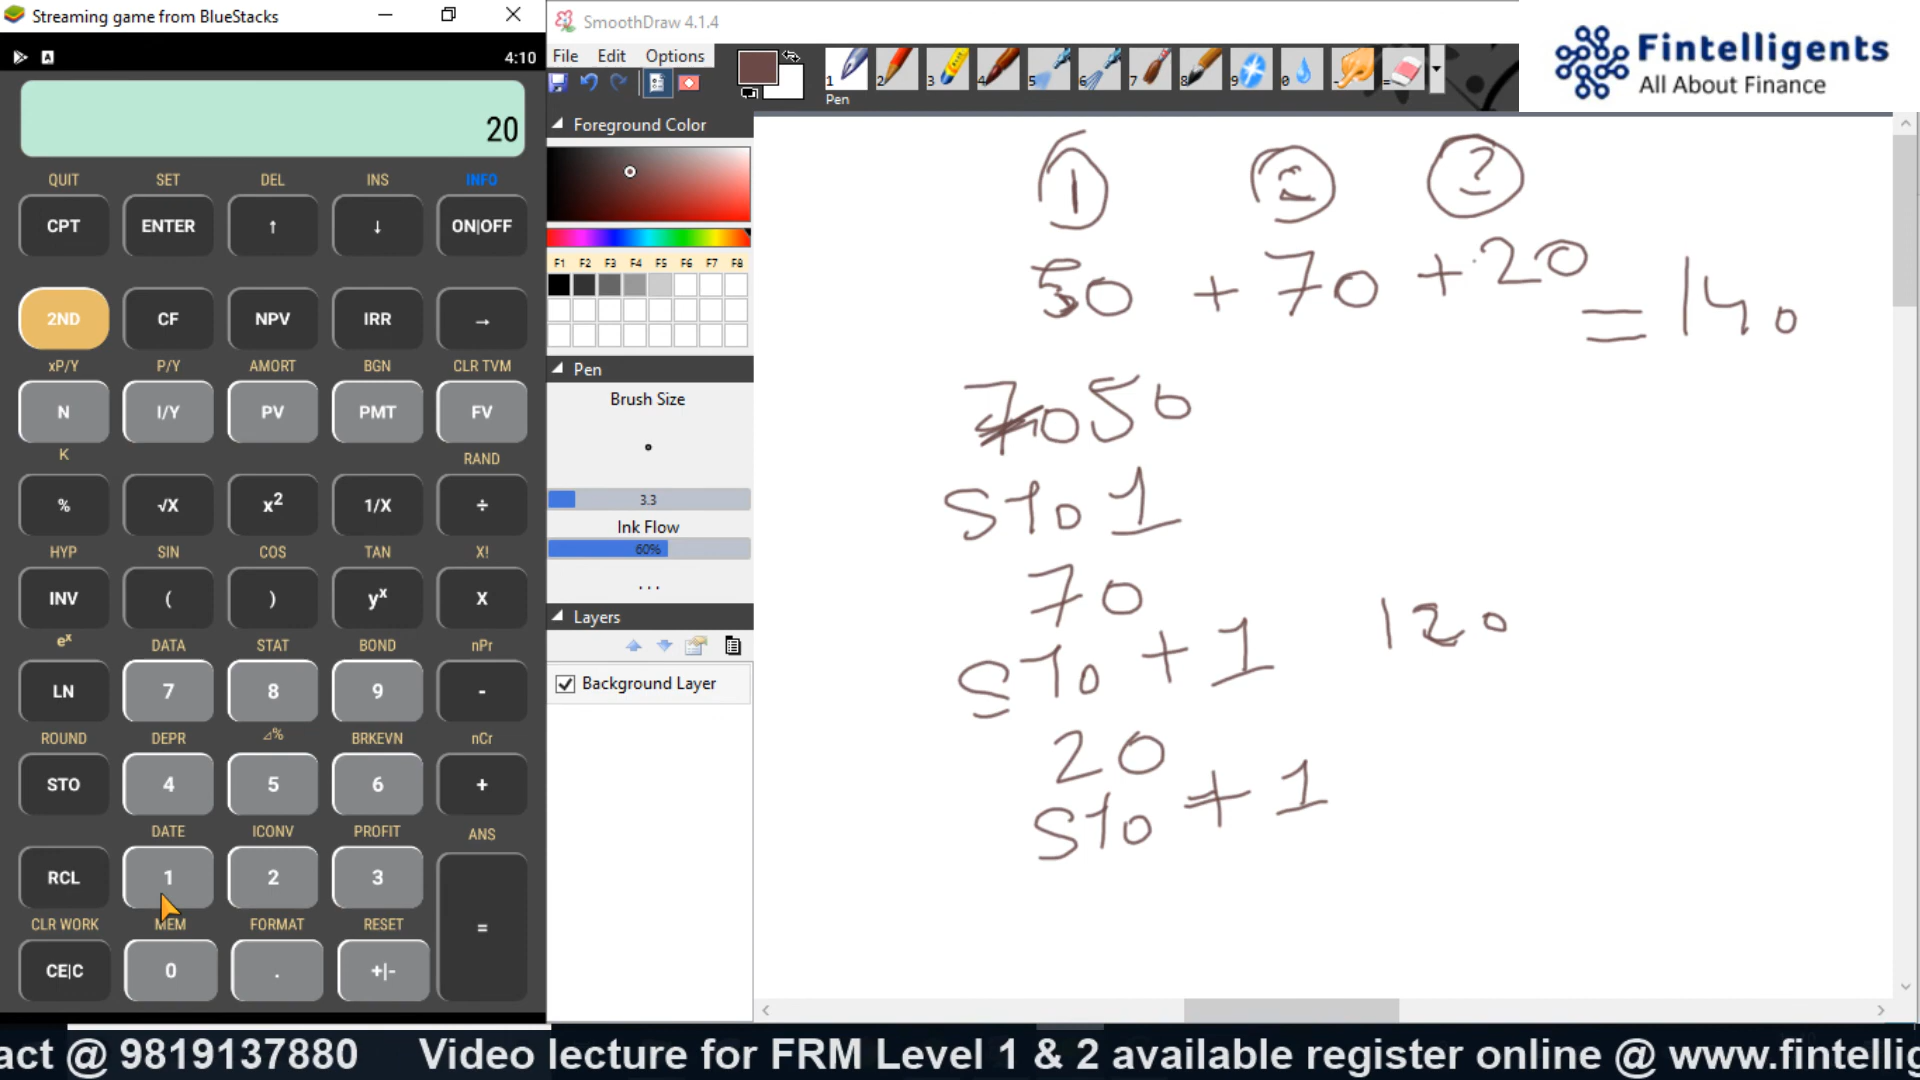 Streaming game from BlueStacks
4:10
20
QUIT SET DEL INS INFO
CPT ENTER ↑ ↓ ON|OFF
2ND CF NPV IRR →
xP/Y P/Y AMORT BGN CLR TVM
N I/Y PV PMT FV
K RAND
% √X x² 1/X ÷
HYP SIN COS TAN X!
INV ( ) yˣ X
eˣ DATA STAT BOND nPr
LN 7 8 9 -
ROUND DEPR ⊿% BRKEVN nCr
STO 4 5 6 +
DATE ICONV PROFIT ANS
RCL 1 2 3 =
CLR WORK MEM FORMAT RESET
CE|C 0 . +|-
SmoothDraw 4.1.4
File Edit Options
1 2 3 4 5 6 7 8 9 0 - =
Pen
Foreground Color
F1 F2 F3 F4 F5 F6 F7 F8
Pen
Brush Size
3.3
Ink Flow
60%
...
Layers
Background Layer
Fintelligents
All About Finance
1 2 3
50 + 70 + 20 = 140
50
STO 1
70
STO + 1 120
20
STO + 1
act @ 9819137880 Video lecture for FRM Level 1 & 2 available register online @ www.fintellig